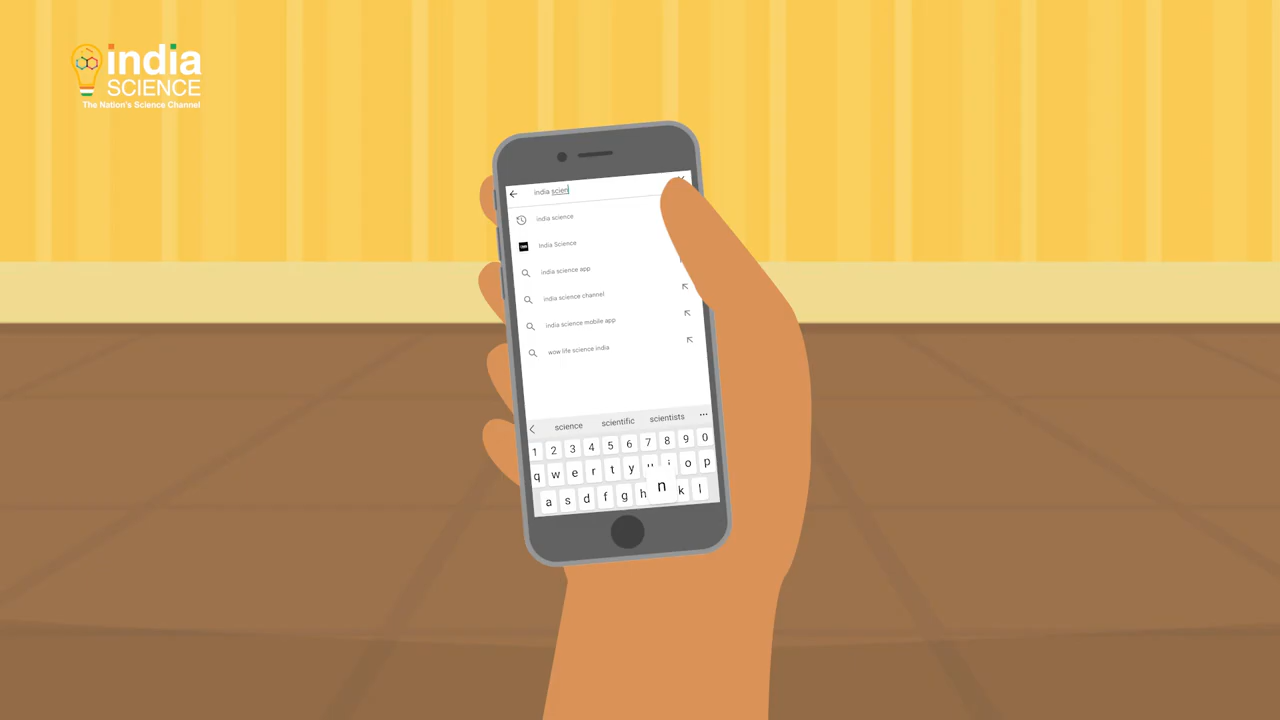 india
SCIENCE
The Nation's Science Channel
india scien
india science
India Science
india science app
india science channel
india science mobile app
wow life science india
science scientific scientists
1 2 3 4 5 6 7 8 9 0
q w e r t y o p
a s d f g h n k l